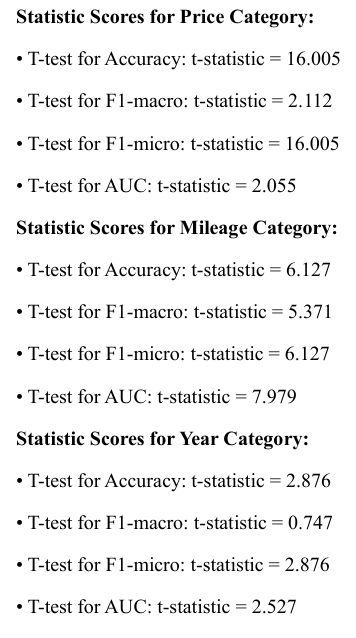 Statistic Scores for Price Category:
• T-test for Accuracy: t-statistic = 16.005
• T-test for F1-macro: t-statistic = 2.112
• T-test for F1-micro: t-statistic = 16.005
• T-test for AUC: t-statistic = 2.055
Statistic Scores for Mileage Category:
• T-test for Accuracy: t-statistic = 6.127
• T-test for F1-macro: t-statistic = 5.371
• T-test for F1-micro: t-statistic = 6.127
• T-test for AUC: t-statistic = 7.979
Statistic Scores for Year Category:
• T-test for Accuracy: t-statistic = 2.876
• T-test for F1-macro: t-statistic = 0.747
• T-test for F1-micro: t-statistic = 2.876
• T-test for AUC: t-statistic = 2.527